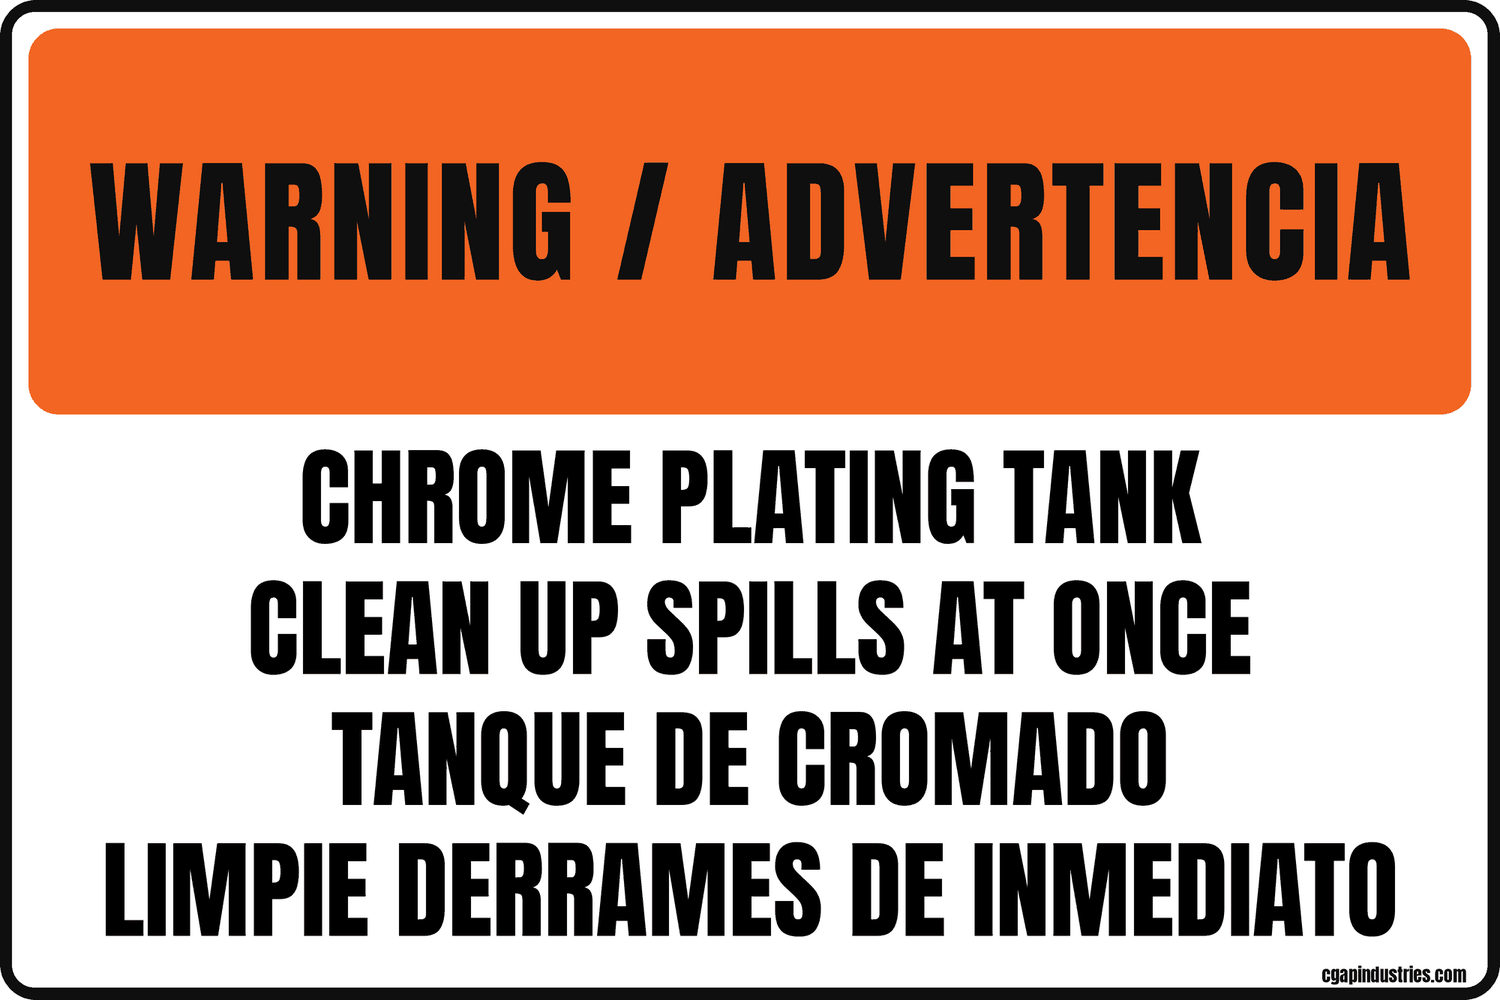 WARNING / ADVERTENCIA
CHROME PLATING TANK
CLEAN UP SPILLS AT ONCE
TANQUE DE CROMADO
LIMPIE DERRAMES DE INMEDIATO
cgapindustries.com